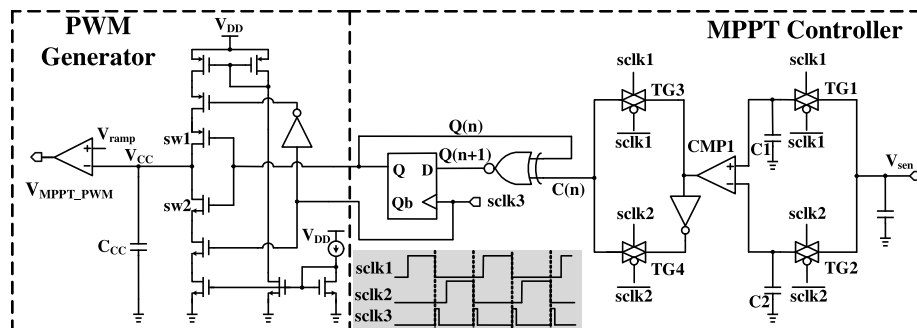 PWM
Generator
V_DD
MPPT Controller
sclk1
sclk1
TG3
TG1
sw1
Q(n)
sclk1
sclk1
V_ramp
V_CC
Q(n+1)
CMP1
C1
Q
D
V_sen
V_MPPT_PWM
C(n)
sw2
Qb
sclk3
sclk2
sclk2
V_DD
C_CC
TG4
TG2
sclk1
C2
sclk2
sclk2
sclk2
sclk3